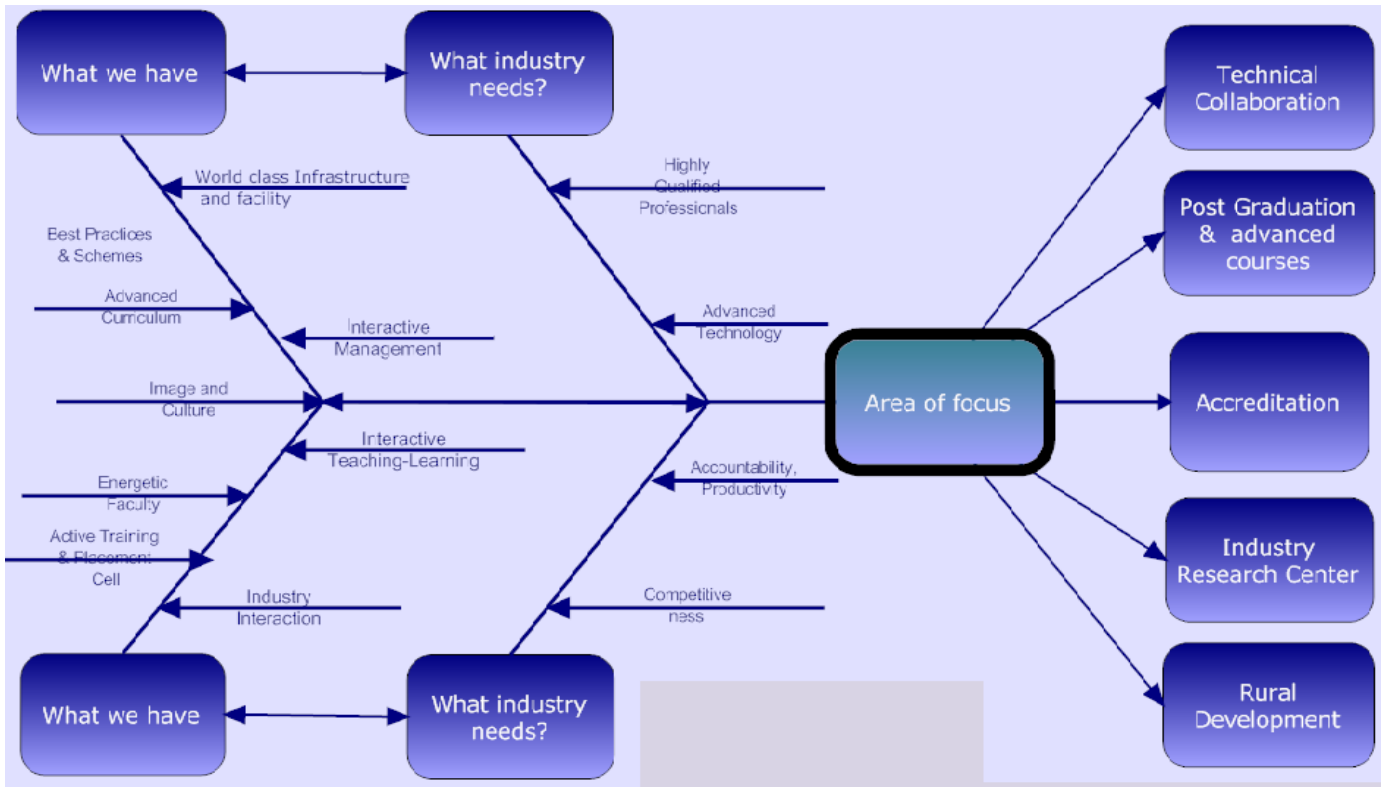 What we have
What industry
needs?
Technical
Collaboration
World class Infrastructure
and facility
Highly
Qualified
Professionals
Post Graduation
& advanced
courses
Best Practices
& Schemes
Advanced
Curriculum
Interactive
Management
Advanced
Technology
Image and
Culture
Area of focus
Accreditation
Interactive
Teaching-Learning
Accountability,
Productivity
Energetic
Faculty
Active Training
& Placement
Cell
Industry
Interaction
Competitive
ness
Industry
Research Center
What we have
What industry
needs?
Rural
Development